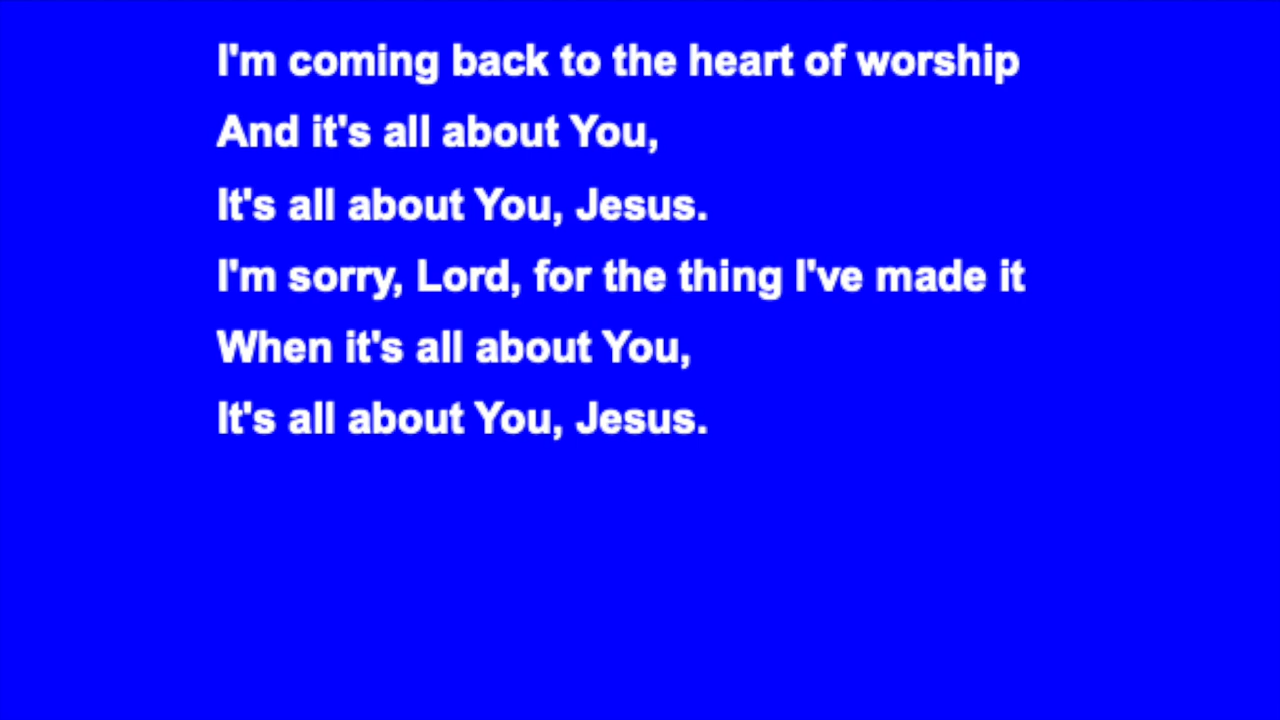 I'm coming back to the heart of worship
And it's all about You,
It's all about You, Jesus.
I'm sorry, Lord, for the thing I've made it
When it's all about You,
It's all about You, Jesus.